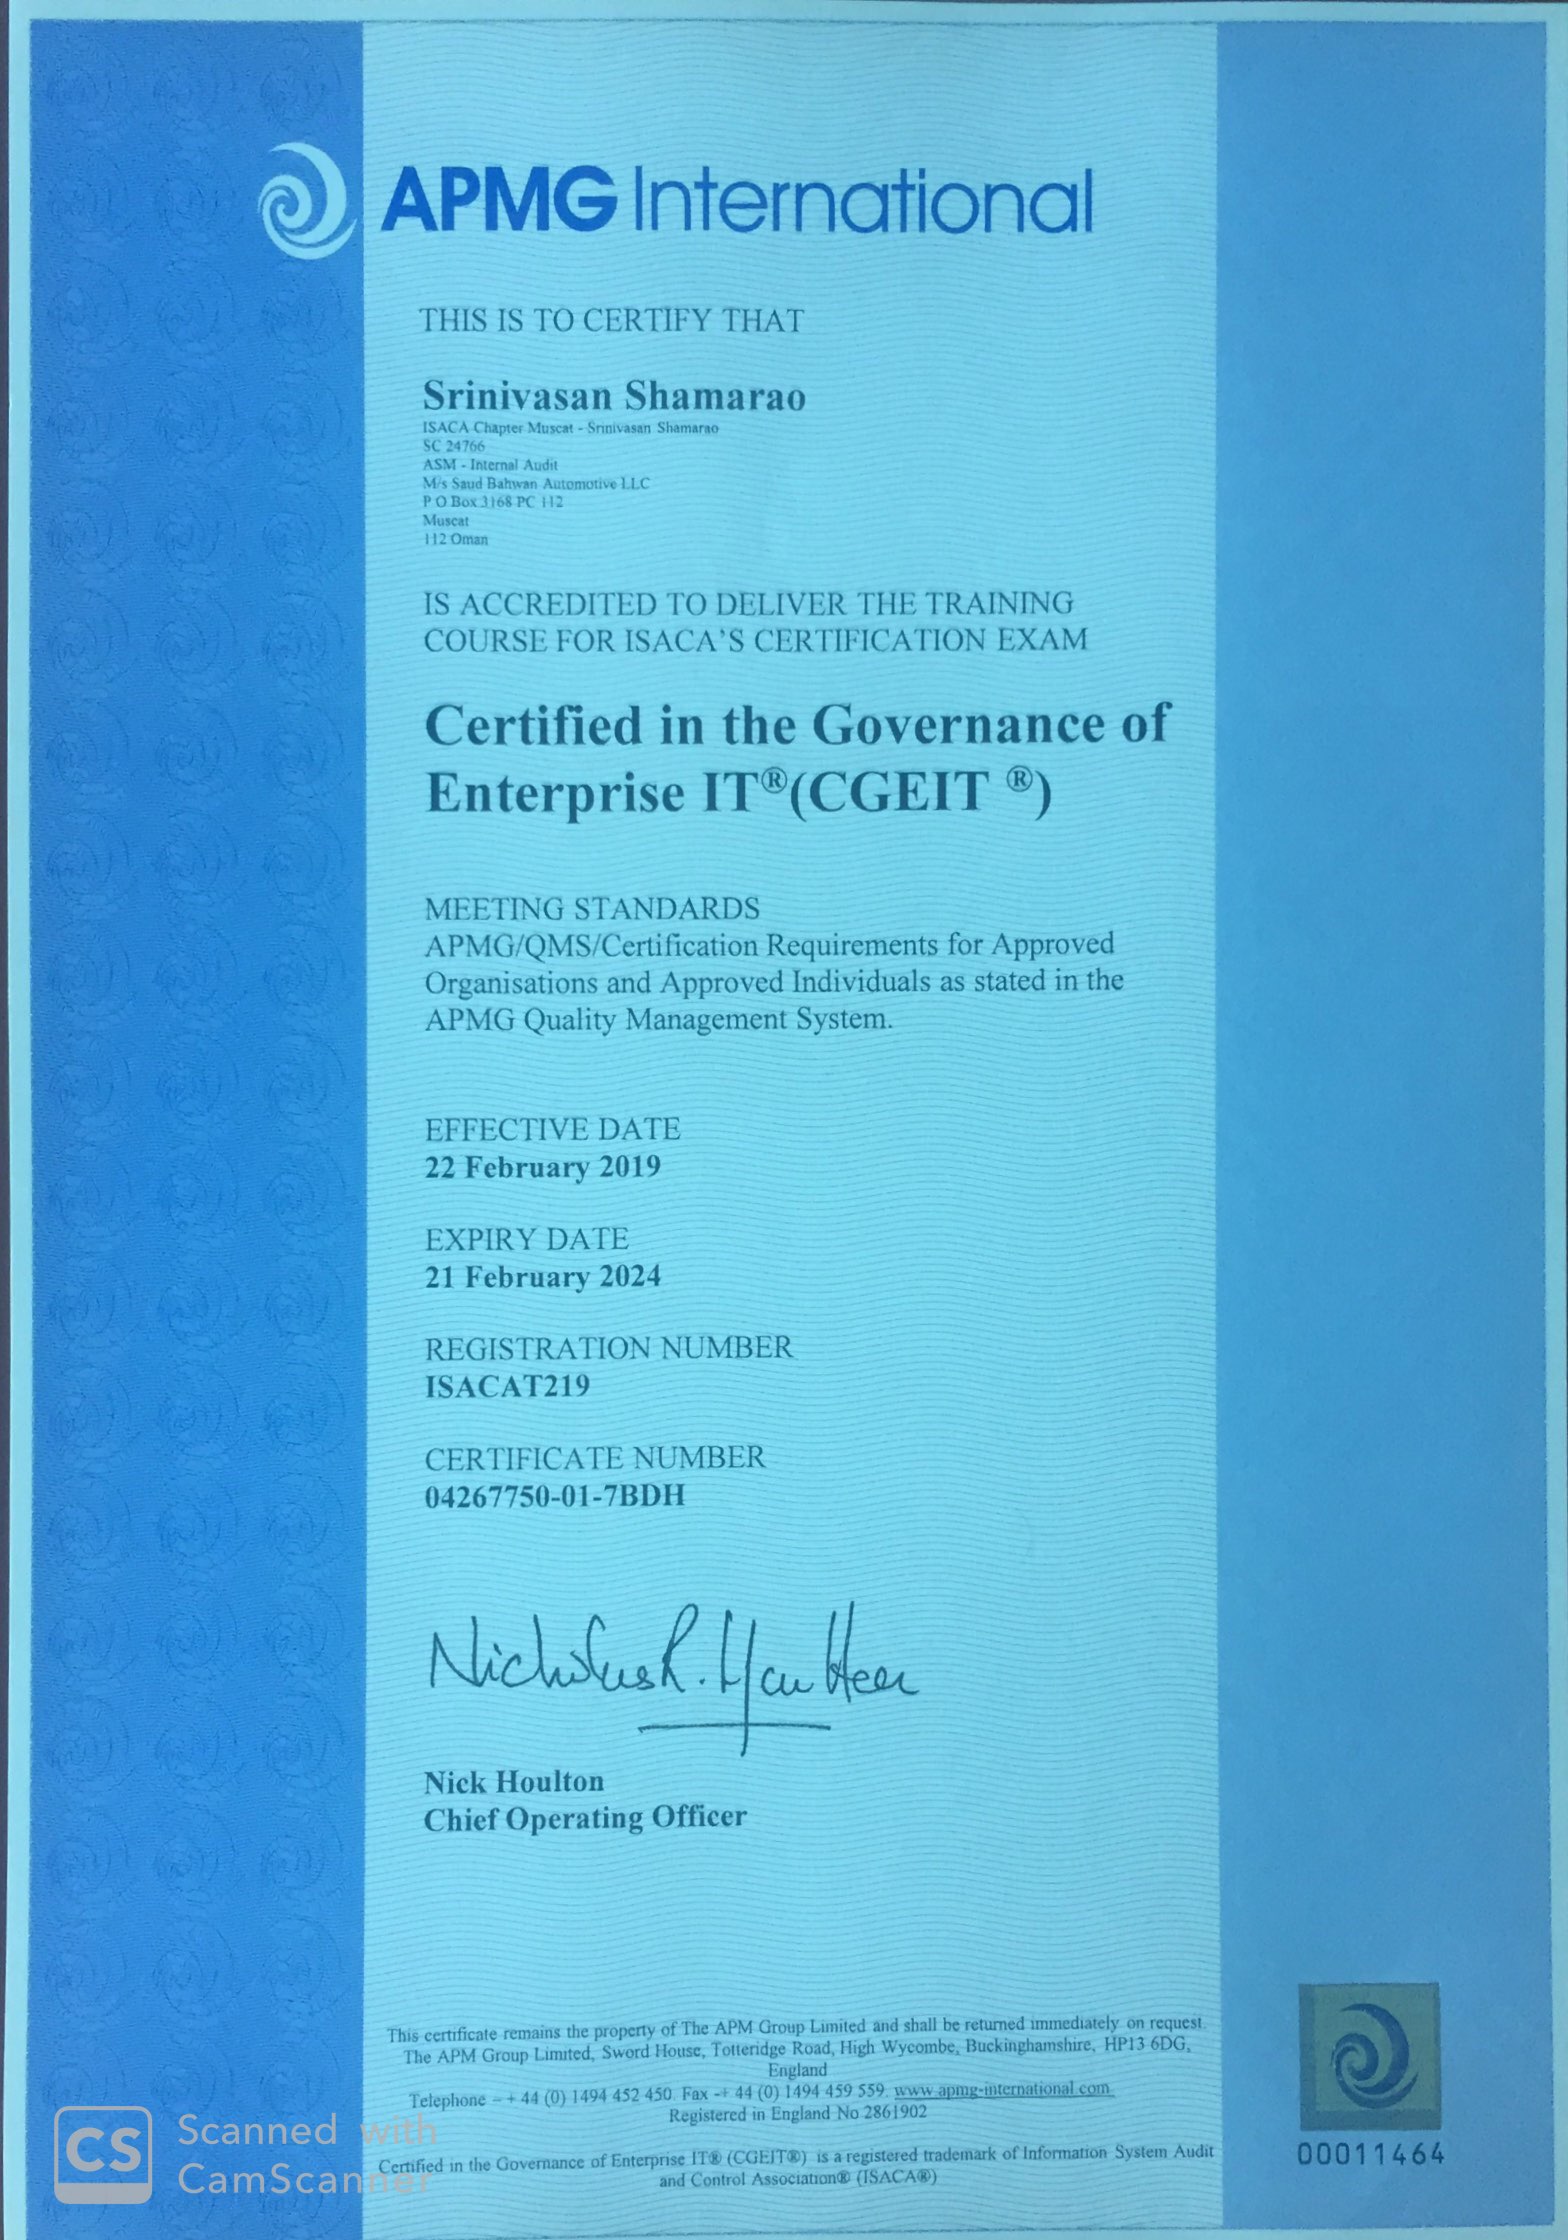 APMG International
THIS IS TO CERTIFY THAT
Srinivasan Shamarao
ISACA Chapter Muscat - Srinivasan Shamarao
SC 24766
ASM - Internal Audit
M/s Saud Bahwan Automotive LLC
P O Box 3168 PC 112
Muscat
112 Oman
IS ACCREDITED TO DELIVER THE TRAINING
COURSE FOR ISACA'S CERTIFICATION EXAM
Certified in the Governance of
Enterprise IT®(CGEIT ®)
MEETING STANDARDS
APMG/QMS/Certification Requirements for Approved
Organisations and Approved Individuals as stated in the
APMG Quality Management System.
EFFECTIVE DATE
22 February 2019
EXPIRY DATE
21 February 2024
REGISTRATION NUMBER
ISACAT219
CERTIFICATE NUMBER
04267750-01-7BDH
Nicholas R.
Nick Houlton
Chief Operating Officer
This certificate remains the property of The APM Group Limited and shall be returned immediately on request.
The APM Group Limited, Sword House, Totteridge Road, High Wycombe, Buckinghamshire, HP13 6DG,
England
Telephone – + 44 (0) 1494 452 450. Fax -+ 44 (0) 1494 459 559. www.apmg-international.com
Registered in England No 2861902
Certified in the Governance of Enterprise IT® (CGEIT®) is a registered trademark of Information System Audit
and Control Association® (ISACA®)
00011464
CS Scanned with
CamScanner